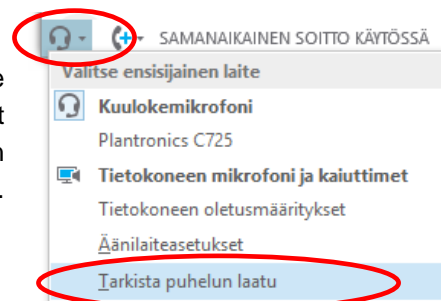 SAMANAIKAINEN SOITTO KÄYTÖSSÄ
Valitse ensisijainen laite
Kuulokemikrofoni
Plantronics C725
Tietokoneen mikrofoni ja kaiuttimet
Tietokoneen oletusmääritykset
Äänilaiteasetukset
Tarkista puhelun laatu